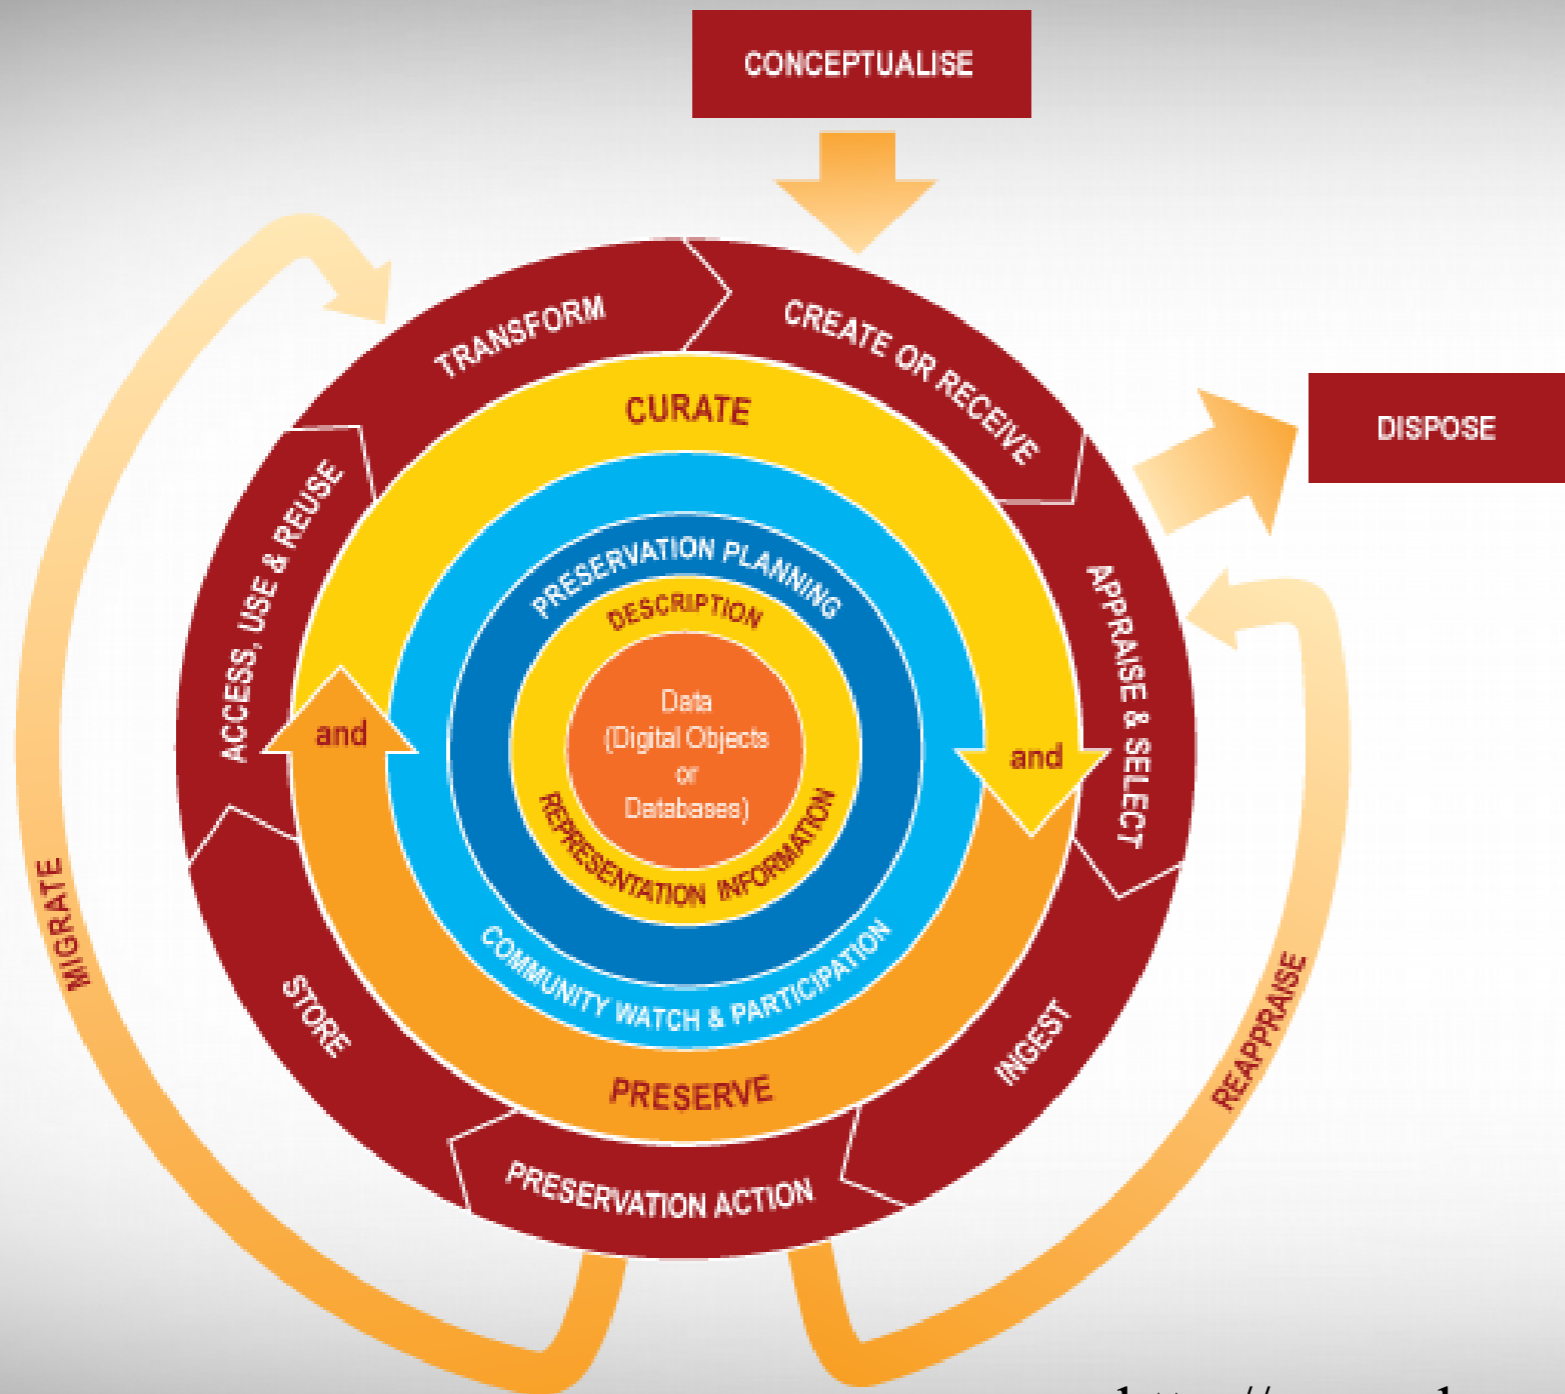 CONCEPTUALISE
CREATE OR RECEIVE
DISPOSE
APPRAISE & SELECT
INGEST
REAPPRAISE
PRESERVATION ACTION
STORE
MIGRATE
ACCESS, USE & REUSE
TRANSFORM
CURATE
and
PRESERVE
and
COMMUNITY WATCH & PARTICIPATION
PRESERVATION PLANNING
DESCRIPTION
REPRESENTATION INFORMATION
Data
(Digital Objects
or
Databases)